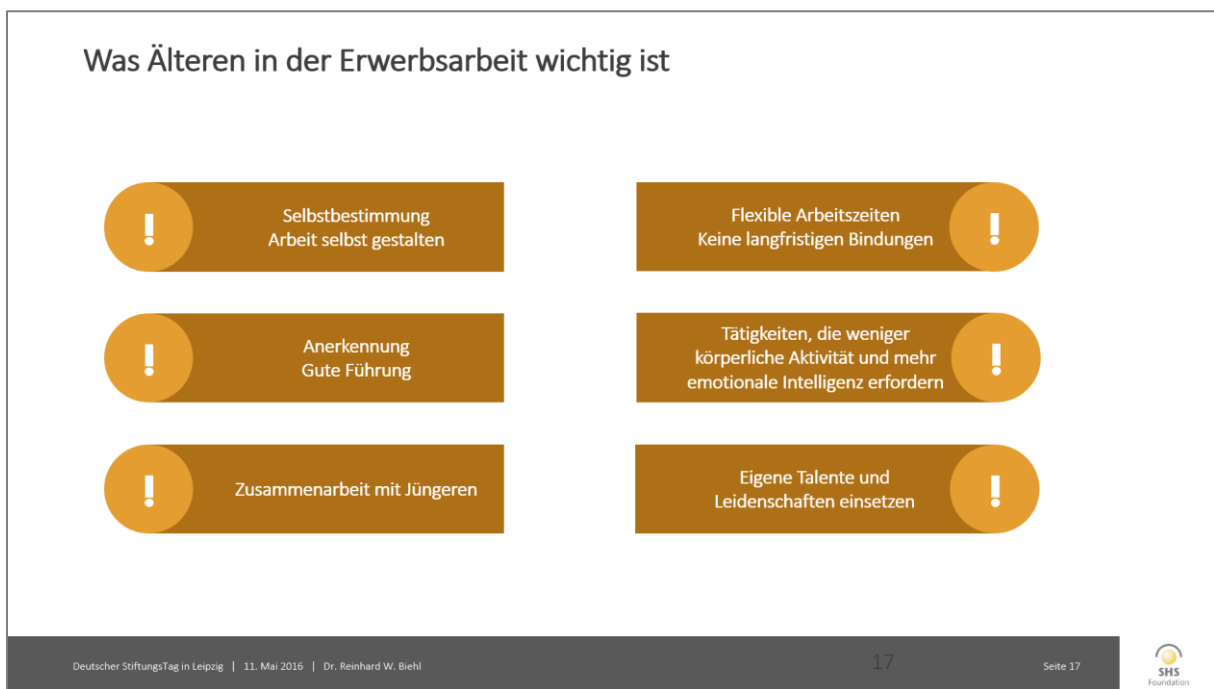 Was Älteren in der Erwerbsarbeit wichtig ist
!
Selbstbestimmung
Arbeit selbst gestalten
Flexible Arbeitszeiten
Keine langfristigen Bindungen
!
!
Anerkennung
Gute Führung
Tätigkeiten, die weniger
körperliche Aktivität und mehr
emotionale Intelligenz erfordern
!
!
Zusammenarbeit mit Jüngeren
Eigene Talente und
Leidenschaften einsetzen
!
Deutscher StiftungsTag in Leipzig | 11. Mai 2016 | Dr. Reinhard W. Biehl
17
Seite 17
SHS
Foundation